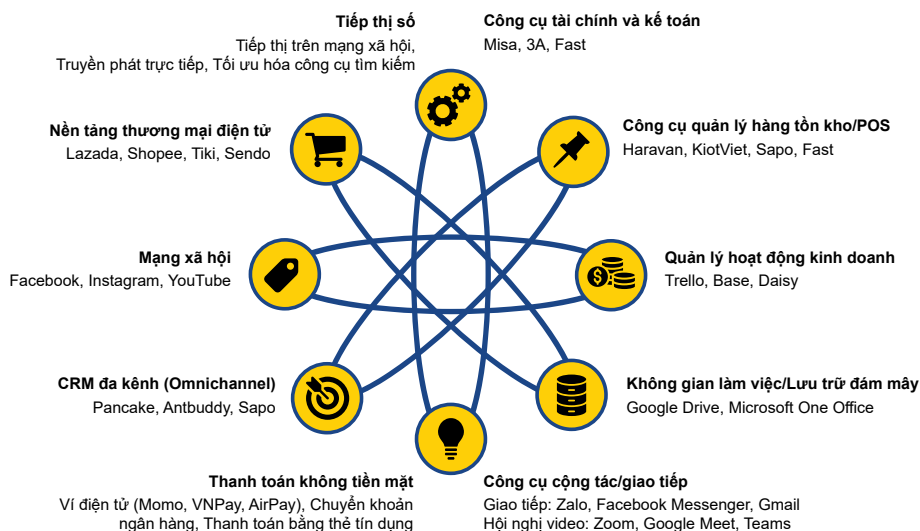 Tiếp thị số
Tiếp thị trên mạng xã hội,
Truyền phát trực tiếp, Tối ưu hóa công cụ tìm kiếm
Công cụ tài chính và kế toán
Misa, 3A, Fast
Nền tảng thương mại điện tử
Lazada, Shopee, Tiki, Sendo
Công cụ quản lý hàng tồn kho/POS
Haravan, KiotViet, Sapo, Fast
Mạng xã hội
Facebook, Instagram, YouTube
Quản lý hoạt động kinh doanh
Trello, Base, Daisy
CRM đa kênh (Omnichannel)
Pancake, Antbuddy, Sapo
Không gian làm việc/Lưu trữ đám mây
Google Drive, Microsoft One Office
Thanh toán không tiền mặt
Ví điện tử (Momo, VNPay, AirPay), Chuyển khoản
ngân hàng, Thanh toán bằng thẻ tín dụng
Công cụ cộng tác/giao tiếp
Giao tiếp: Zalo, Facebook Messenger, Gmail
Hội nghị video: Zoom, Google Meet, Teams